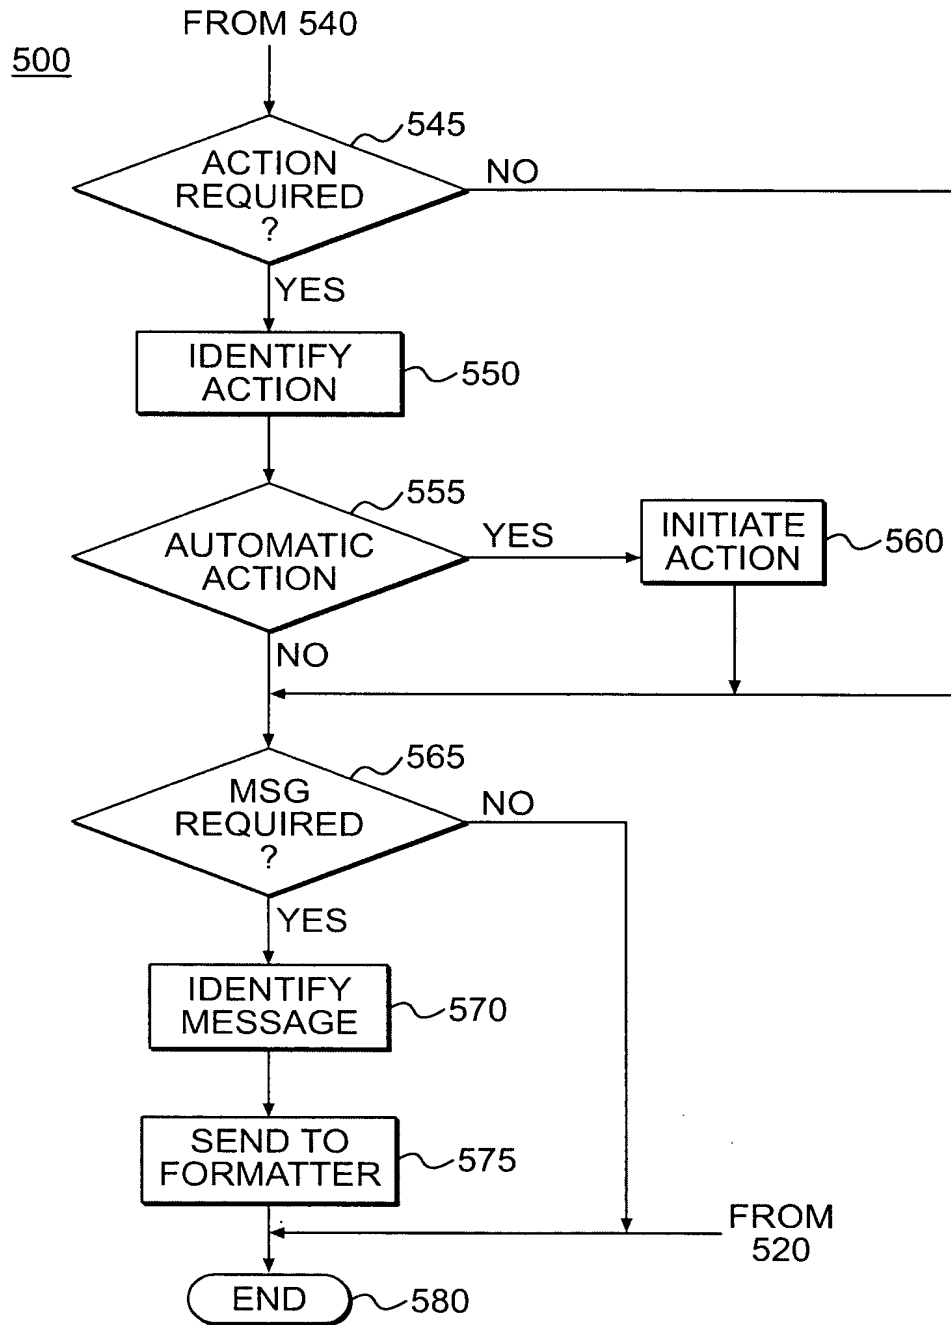 FROM 540
500
545
ACTION
REQUIRED
?
NO
YES
IDENTIFY
ACTION
550
555
AUTOMATIC
ACTION
YES
INITIATE
ACTION
560
NO
565
MSG
REQUIRED
?
NO
YES
IDENTIFY
MESSAGE
570
SEND TO
FORMATTER
575
FROM
520
END
580